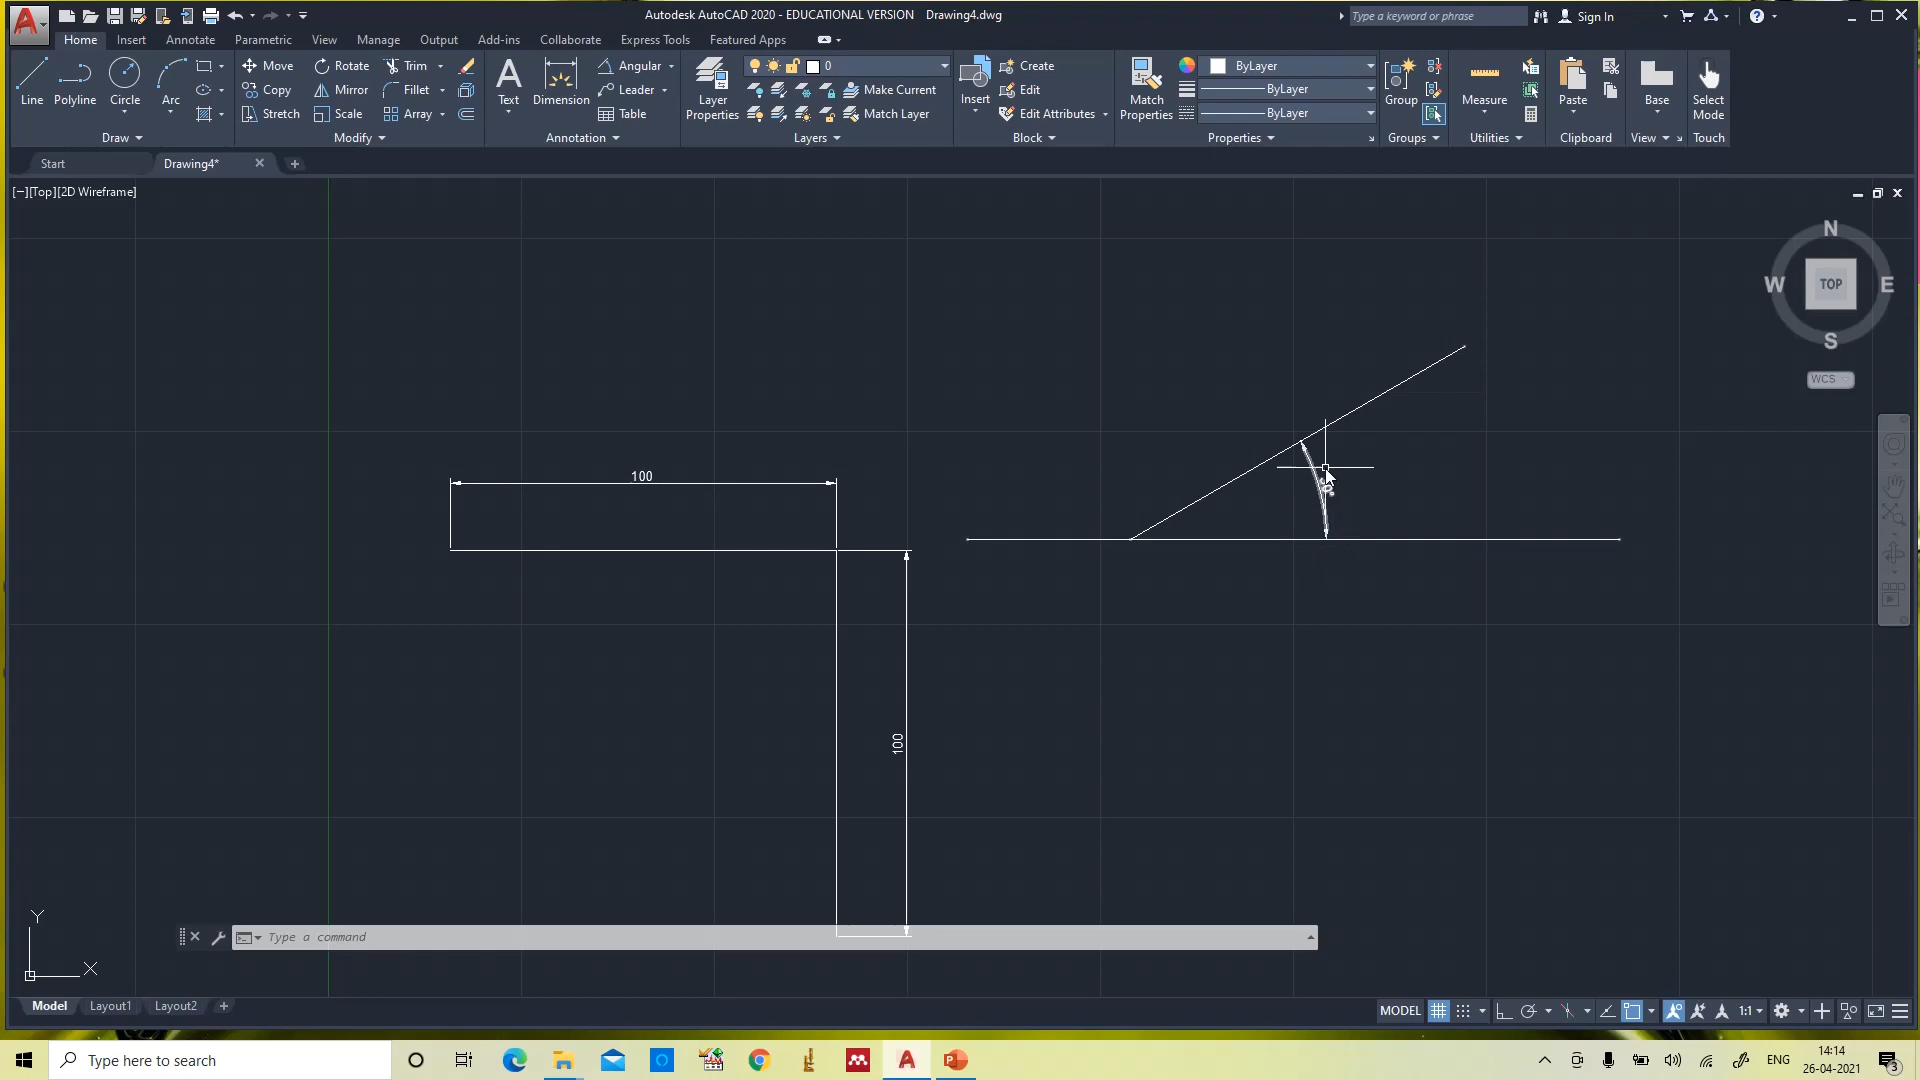 Autodesk AutoCAD 2020 - EDUCATIONAL VERSION Drawing4.dwg
Type a keyword or phrase
Sign In
Home Insert Annotate Parametric View Manage Output Add-ins Collaborate Express Tools Featured Apps
Line Polyline Circle Arc
Draw
Move Rotate Trim
Copy Mirror Fillet
Stretch Scale Array
Modify
Text Dimension
Angular
Leader
Table
Annotation
Layer Properties
0
Make Current
Match Layer
Layers
Insert
Create
Edit
Edit Attributes
Block
Match Properties
ByLayer
ByLayer
ByLayer
Properties
Group
Groups
Measure
Utilities
Paste
Clipboard
Base
View
Select Mode
Touch
Start Drawing4*
[−][Top][2D Wireframe]
N
W TOP E
S
WCS
100
100
Y
X
Type a command
Model Layout1 Layout2
MODEL 1:1
Type here to search
ENG
14:14
26-04-2021
3